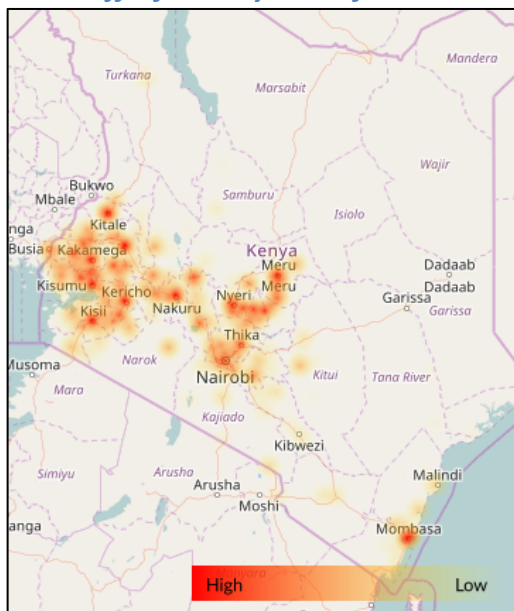 Mandera
Turkana
Marsabit
Wajir
Samburu
Bukwo
Mbale
Isiolo
Kitale
nga
Busia
Kakamega
Kenya
Meru
Dadaab
Kisumu
Meru
Dadaab
Kericho
Nyeri
Garissa
Nakuru
Garissa
Kisii
Thika
Musoma
Narok
Nairobi
Kitui
Tana River
Mara
Kajiado
Kibwezi
Simiyu
Arusha
Malindi
Arusha
Moshi
anga
Mombasa
High
Low